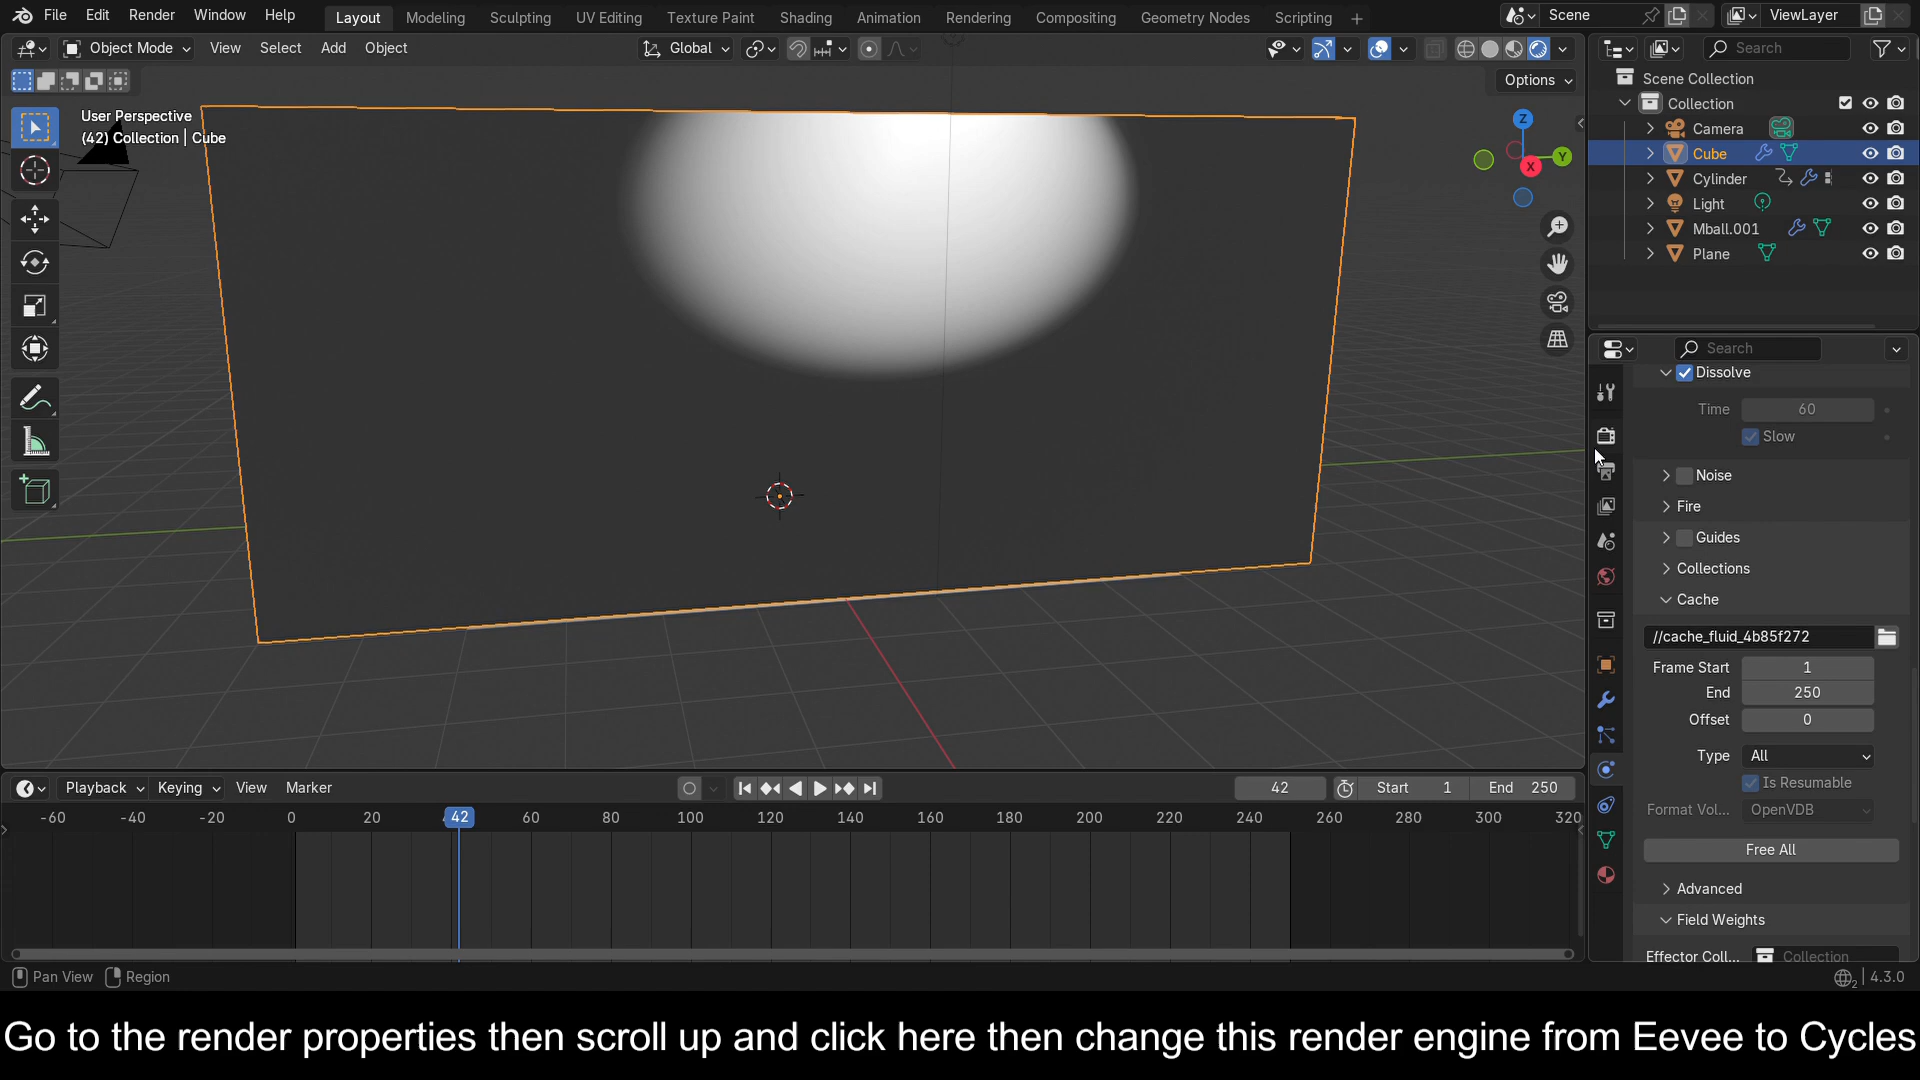 File Edit Render Window Help Layout Modeling Sculpting UV Editing Texture Paint Shading Animation Rendering Compositing Geometry Nodes Scripting + Scene ViewLayer
Object Mode View Select Add Object Global Search
Options
User Perspective
(42) Collection | Cube
Z
Y
X
Scene Collection
Collection
Camera
Cube
Cylinder
Light
Mball.001
Plane
Search
Dissolve
Time 60
Slow
Noise
Fire
Guides
Collections
Cache
//cache_fluid_4b85f272
Frame Start 1
End 250
Offset 0
Type All
Is Resumable
Format Vol... OpenVDB
Free All
Advanced
Field Weights
Effector Coll... Collection
Playback Keying View Marker 42 Start 1 End 250
-60 -40 -20 0 20 42 60 80 100 120 140 160 180 200 220 240 260 280 300 320
Pan View Region 2 4.3.0
Go to the render properties then scroll up and click here then change this render engine from Eevee to Cycles